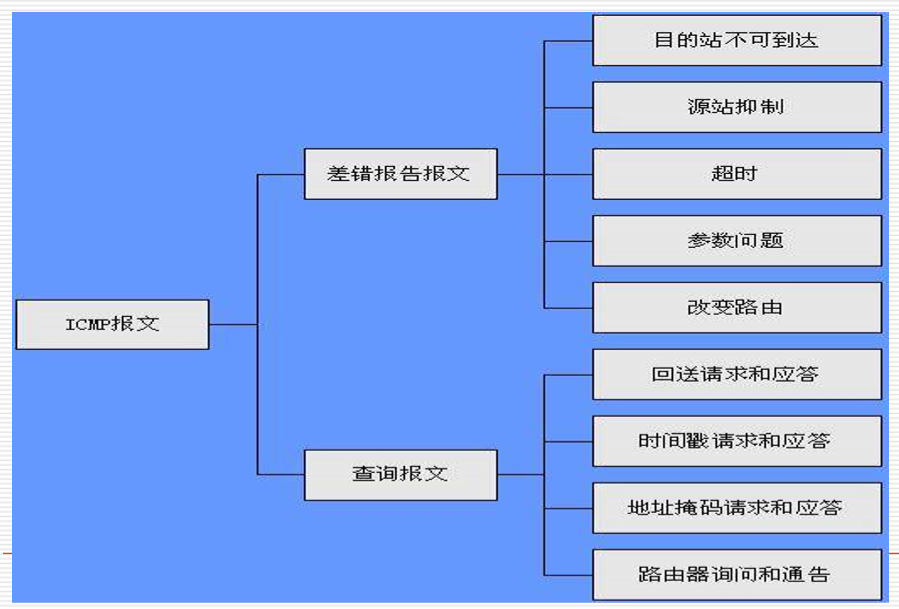 目的站不可到达
源站抑制
差错报告报文
超时
参数问题
改变路由
ICMP报文
回送请求和应答
时间戳请求和应答
查询报文
地址掩码请求和应答
路由器询问和通告